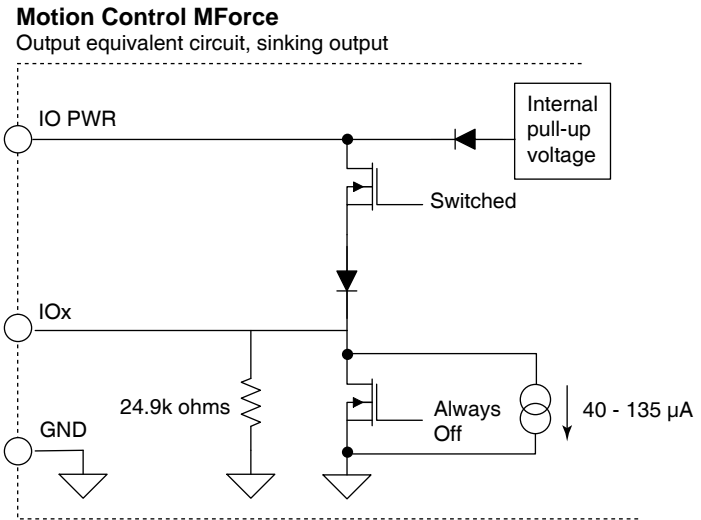 Motion Control MForce
Output equivalent circuit, sinking output
IO PWR
Internal
pull-up
voltage
Switched
IOx
24.9k ohms
Always
Off
40 - 135 µA
GND